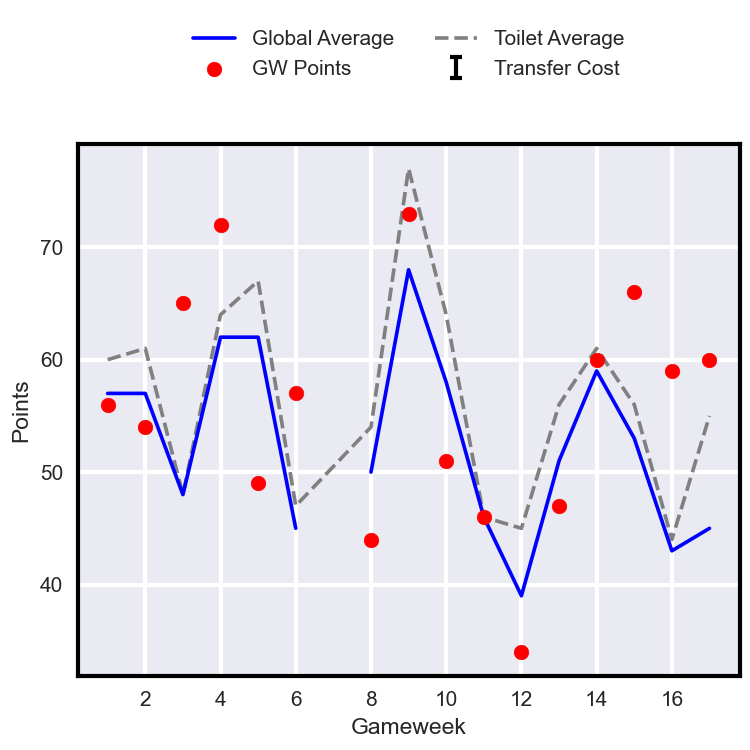 Global Average
Toilet Average
GW Points
Transfer Cost
70
60
50
40
Points
2 4 6 8 10 12 14 16
Gameweek